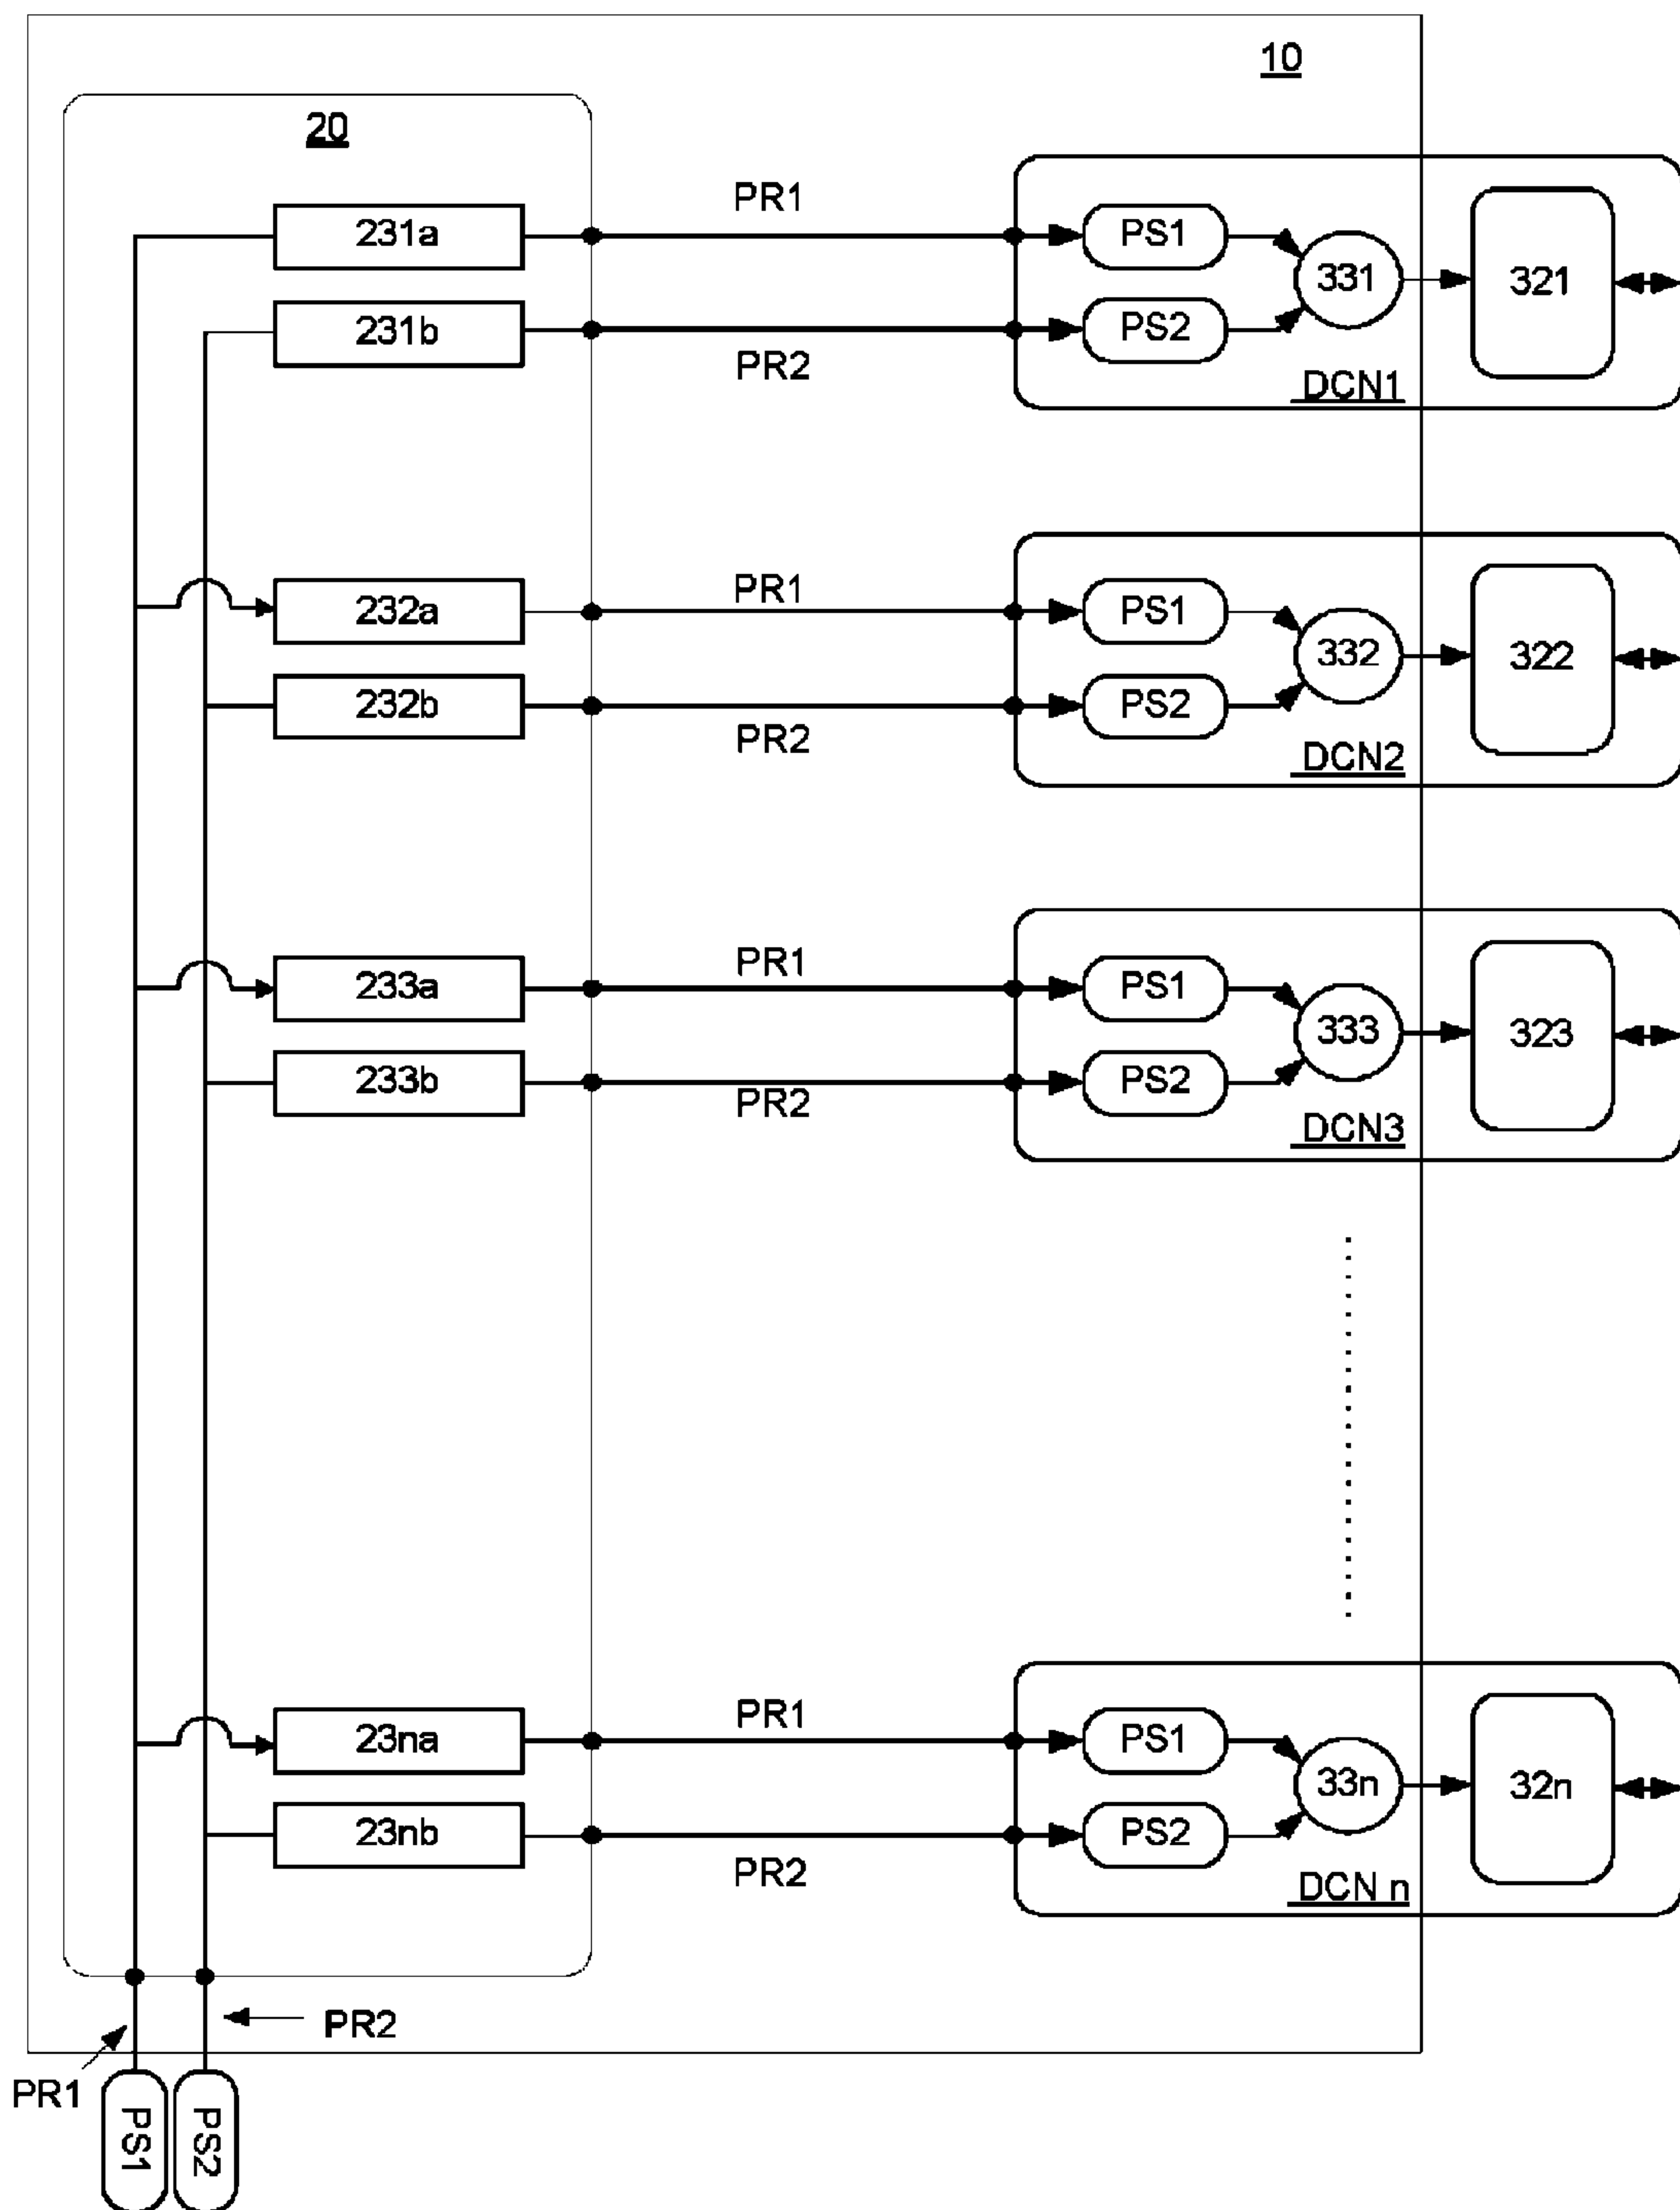 10
20
PR1
231a
PS1
331
321
231b
PS2
PR2
DCN1
PR1
232a
PS1
332
322
232b
PS2
PR2
DCN2
PR1
233a
PS1
333
323
233b
PS2
PR2
DCN3
PR1
23na
PS1
33n
32n
23nb
PS2
PR2
DCN n
PR2
PR1
PS1
PS2